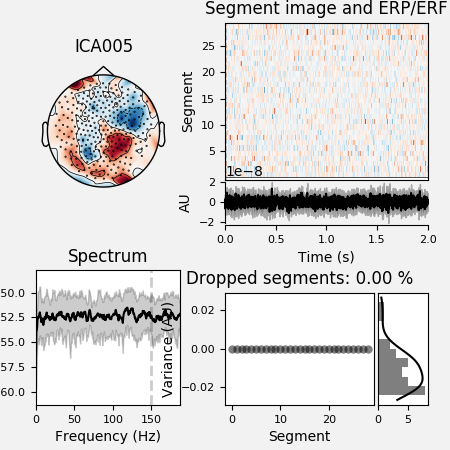 Segment image and ERP/ERF
ICA005
Segment
25
20
15
10
5
1e−8
AU
2
0
−2
0.0 0.5 1.0 1.5 2.0
Time (s)
Spectrum
Dropped segments: 0.00 %
50.0
52.5
55.0
57.5
60.0
0 50 100 150
Frequency (Hz)
Variance (AU)
0.02
0.00
−0.02
0 10 20
Segment
0 5